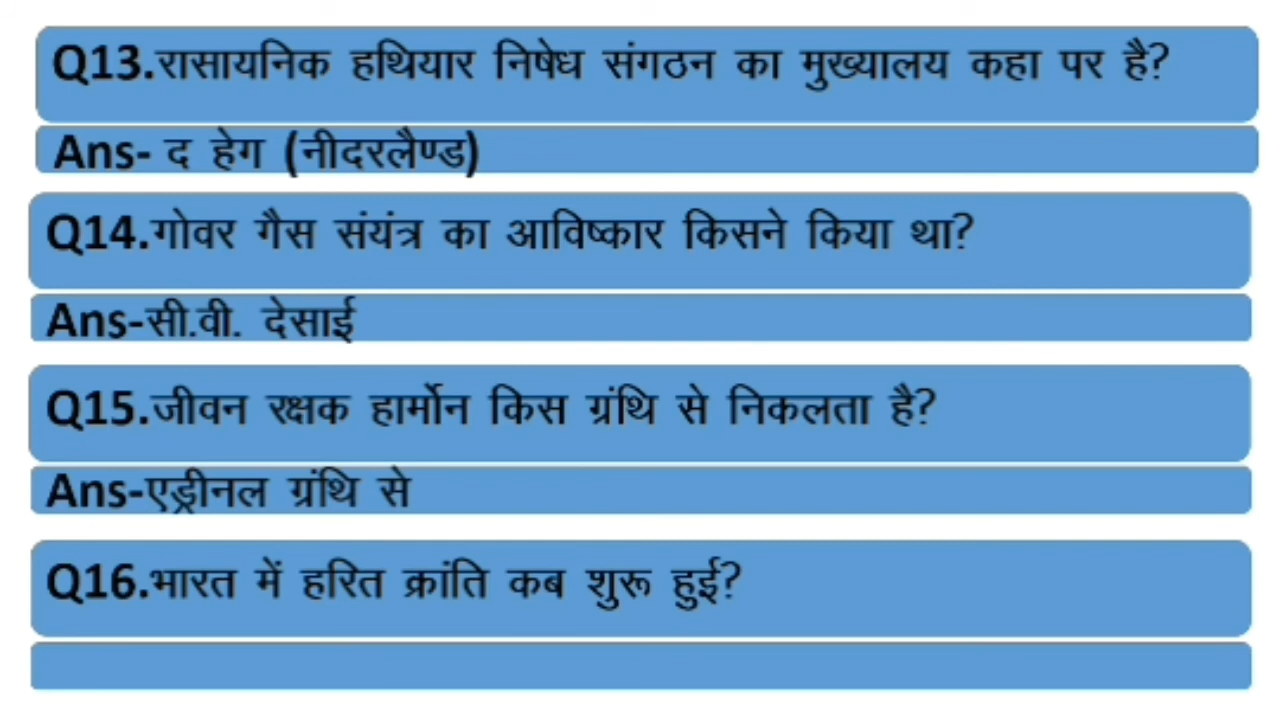 Q13.रासायनिक हथियार निषेध संगठन का मुख्यालय कहा पर है?
Ans- द हेग (नीदरलैण्ड)
Q14.गोवर गैस संयंत्र का आविष्कार किसने किया था?
Ans-सी.वी. देसाई
Q15.जीवन रक्षक हार्मोन किस ग्रंथि से निकलता है?
Ans-एड्रीनल ग्रंथि से
Q16.भारत में हरित क्रांति कब शुरू हुई?